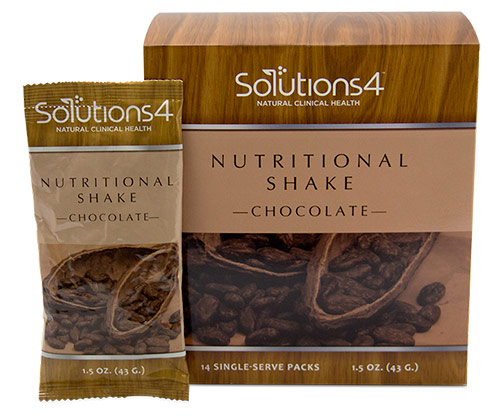 Solutions4
NATURAL CLINICAL HEALTH
NUTRITIONAL
SHAKE
—CHOCOLATE—
1.5 OZ. (43 G.)
Solutions4™
NATURAL CLINICAL HEALTH
NUTRITIONAL
SHAKE
—CHOCOLATE—
14 SINGLE-SERVE PACKS 1.5 OZ. (43 G.)